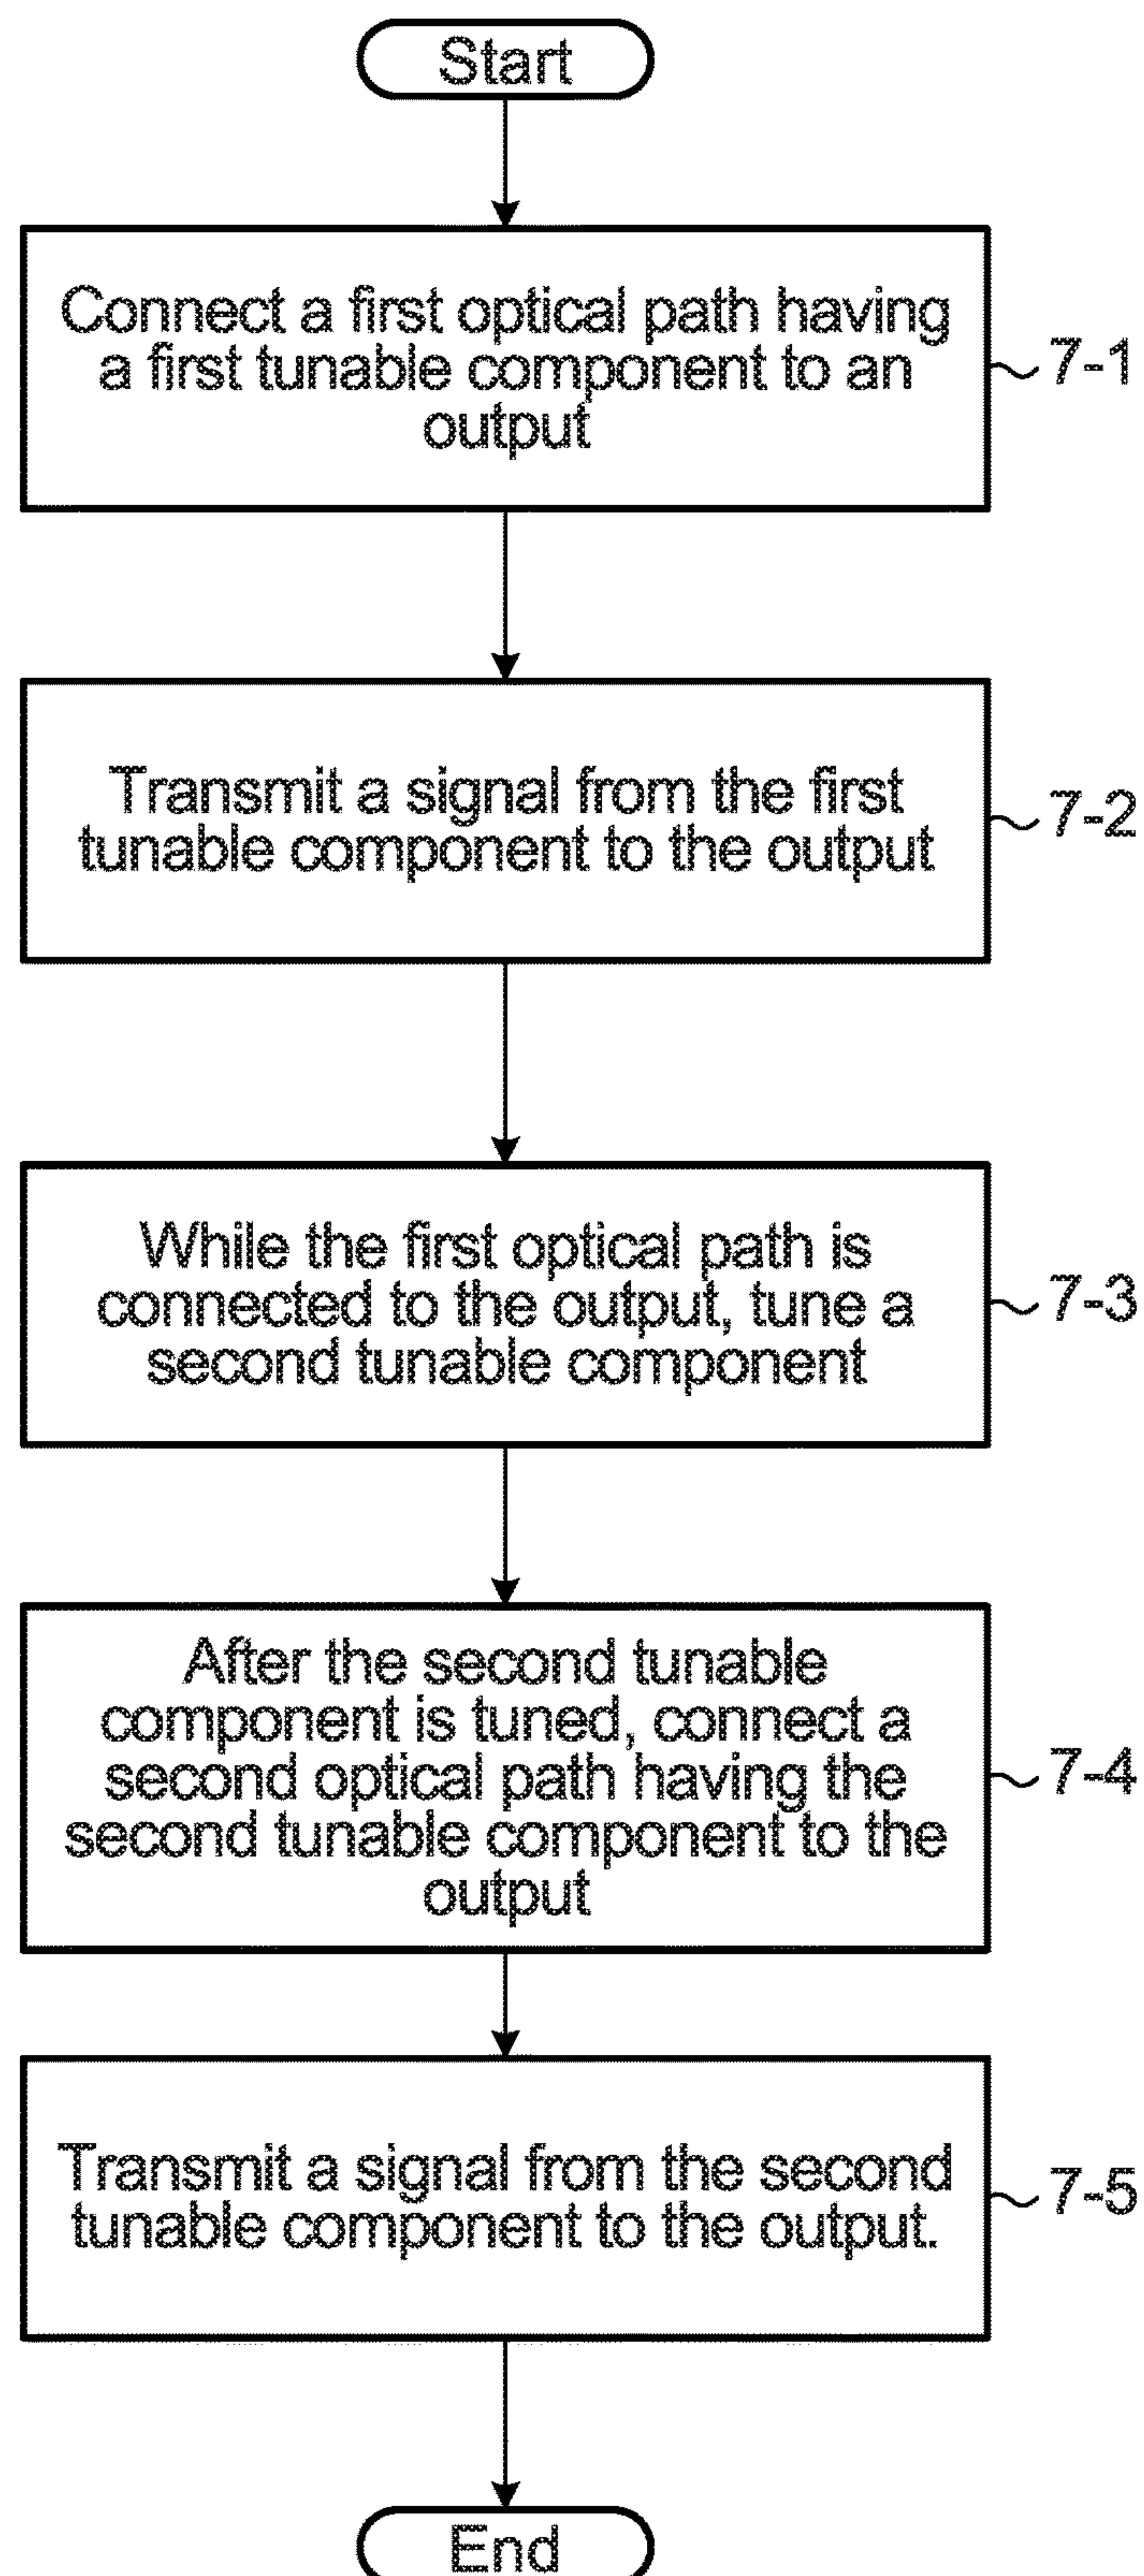 Start
Connect a first optical path having
a first tunable component to an
output
7-1
Transmit a signal from the first
tunable component to the output
7-2
While the first optical path is
connected to the output, tune a
second tunable component
7-3
After the second tunable
component is tuned, connect a
second optical path having the
second tunable component to the
output
7-4
Transmit a signal from the second
tunable component to the output.
7-5
End